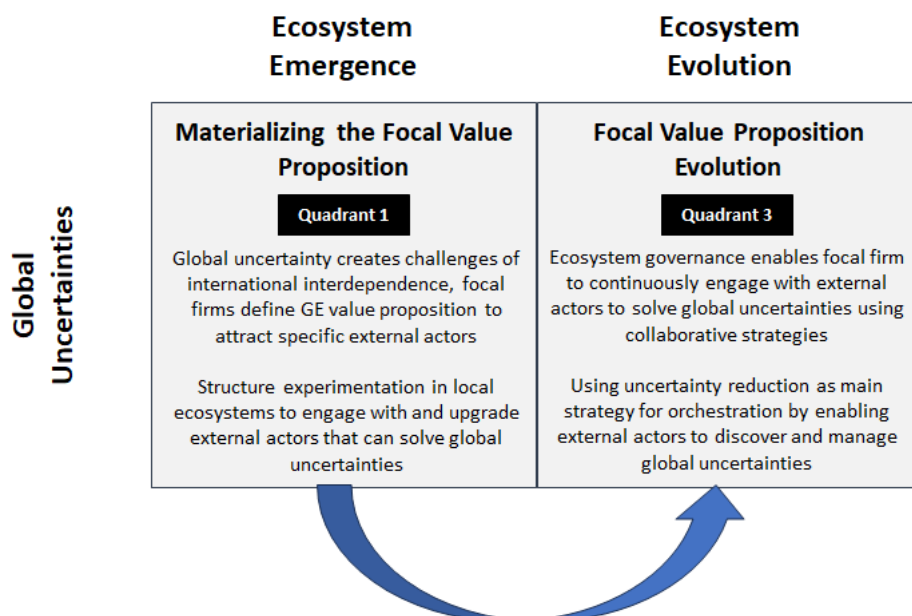 Ecosystem
Emergence
Ecosystem
Evolution
Global
Uncertainties
Materializing the Focal Value
Proposition
Quadrant 1
Global uncertainty creates challenges of
international interdependence, focal
firms define GE value proposition to
attract specific external actors
Structure experimentation in local
ecosystems to engage with and upgrade
external actors that can solve global
uncertainties
Focal Value Proposition
Evolution
Quadrant 3
Ecosystem governance enables focal firm
to continuously engage with external
actors to solve global uncertainties using
collaborative strategies
Using uncertainty reduction as main
strategy for orchestration by enabling
external actors to discover and manage
global uncertainties